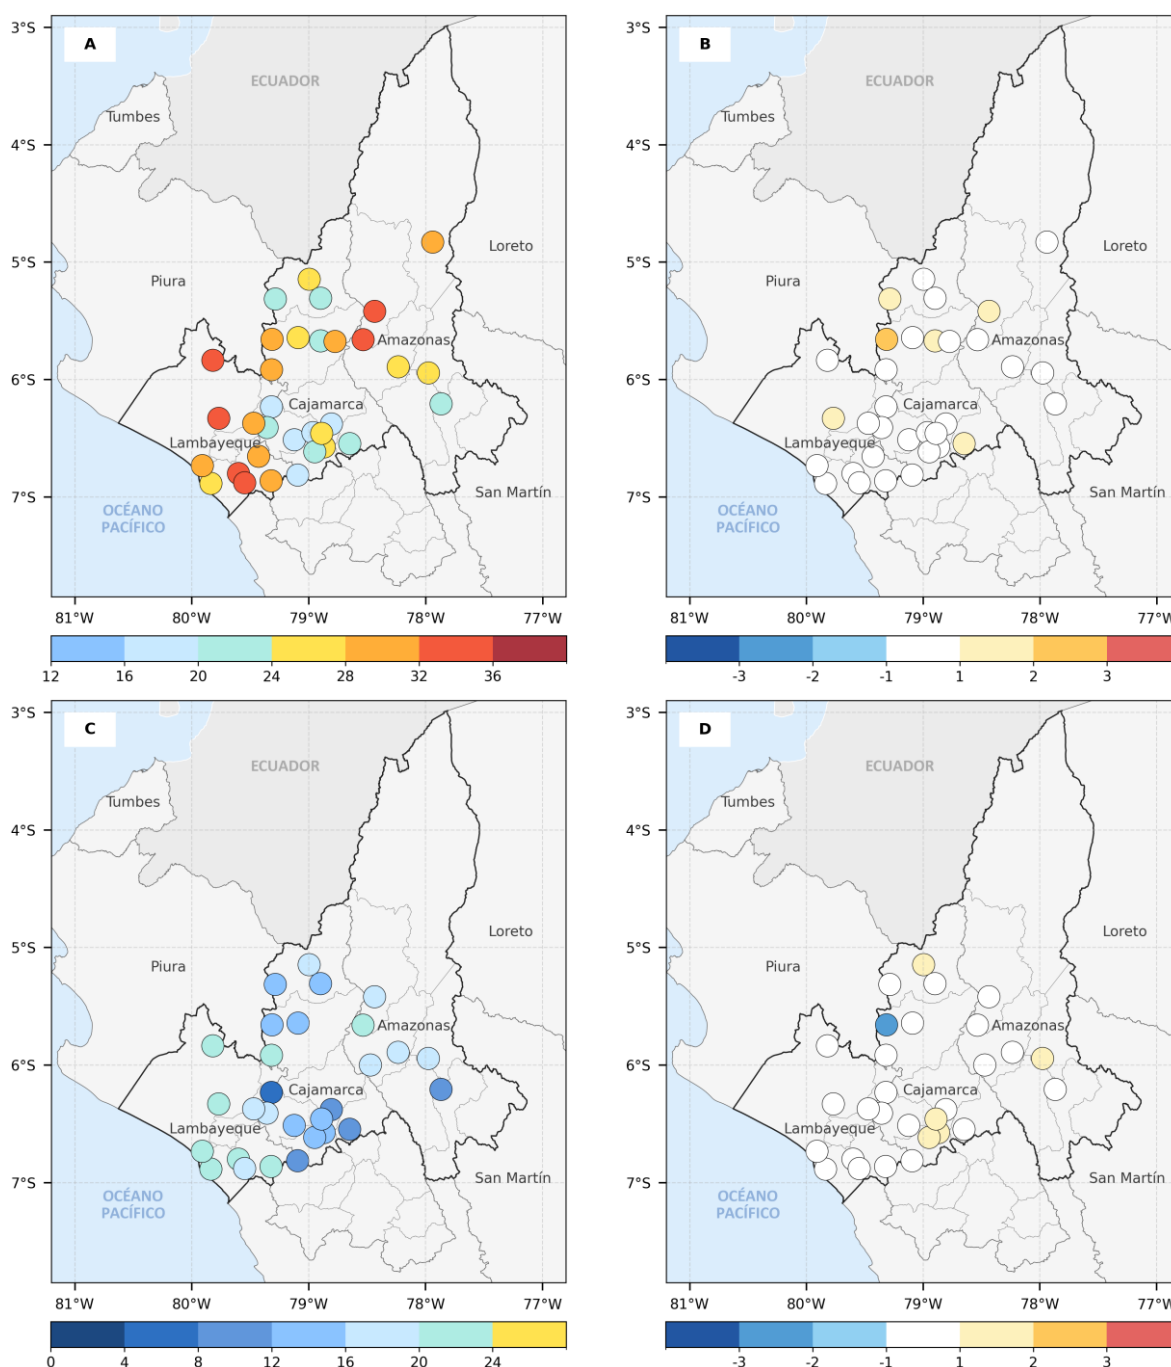 A
B
3°S
ECUADOR
3°S
ECUADOR
Tumbes
Tumbes
4°S
4°S
Loreto
Loreto
5°S
Piura
5°S
Piura
Amazonas
Amazonas
6°S
Cajamarca
6°S
Cajamarca
Lambayeque
Lambayeque
7°S
San Martín
7°S
San Martín
OCÉANO
PACÍFICO
OCÉANO
PACÍFICO
81°W 80°W 79°W 78°W 77°W
81°W 80°W 79°W 78°W 77°W
12 16 20 24 28 32 36
-3 -2 -1 1 2 3
C
D
3°S
ECUADOR
3°S
ECUADOR
Tumbes
Tumbes
4°S
4°S
Loreto
Loreto
5°S
Piura
5°S
Piura
Amazonas
Amazonas
6°S
Cajamarca
6°S
Cajamarca
Lambayeque
Lambayeque
7°S
San Martín
7°S
San Martín
OCÉANO
PACÍFICO
OCÉANO
PACÍFICO
81°W 80°W 79°W 78°W 77°W
81°W 80°W 79°W 78°W 77°W
0 4 8 12 16 20 24
-3 -2 -1 1 2 3